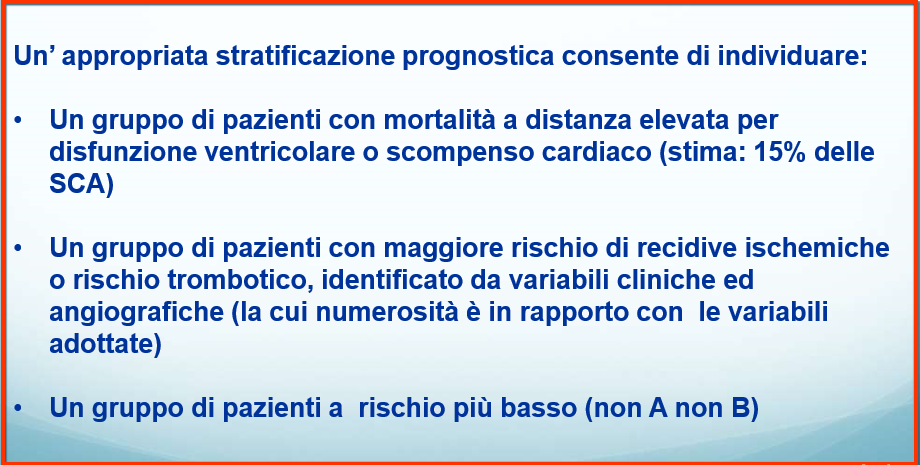 Un’ appropriata stratificazione prognostica consente di individuare:
• Un gruppo di pazienti con mortalità a distanza elevata per
disfunzione ventricolare o scompenso cardiaco (stima: 15% delle
SCA)
• Un gruppo di pazienti con maggiore rischio di recidive ischemiche
o rischio trombotico, identificato da variabili cliniche ed
angiografiche (la cui numerosità è in rapporto con  le variabili
adottate)
• Un gruppo di pazienti a  rischio più basso (non A non B)